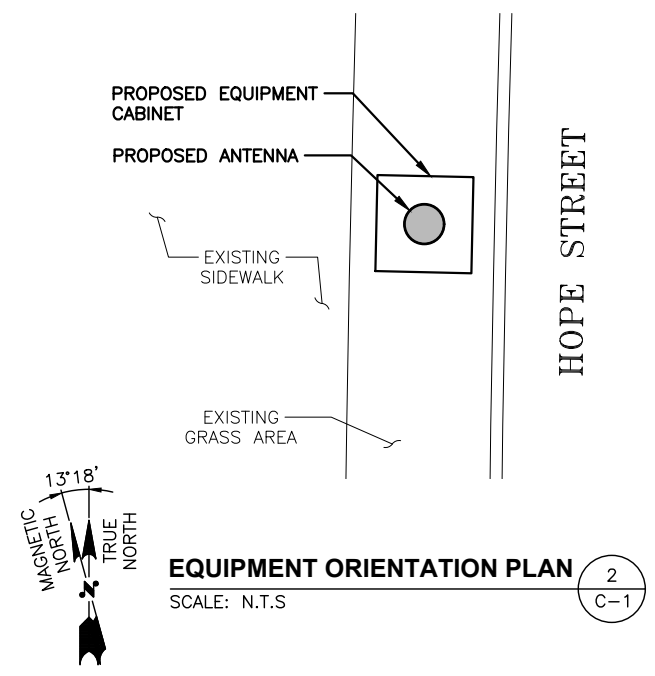 PROPOSED EQUIPMENT
CABINET
PROPOSED ANTENNA
EXISTING
SIDEWALK
HOPE STREET
EXISTING
GRASS AREA
13°18'
MAGNETIC
NORTH
TRUE
NORTH
N
EQUIPMENT ORIENTATION PLAN
SCALE: N.T.S
2
C-1